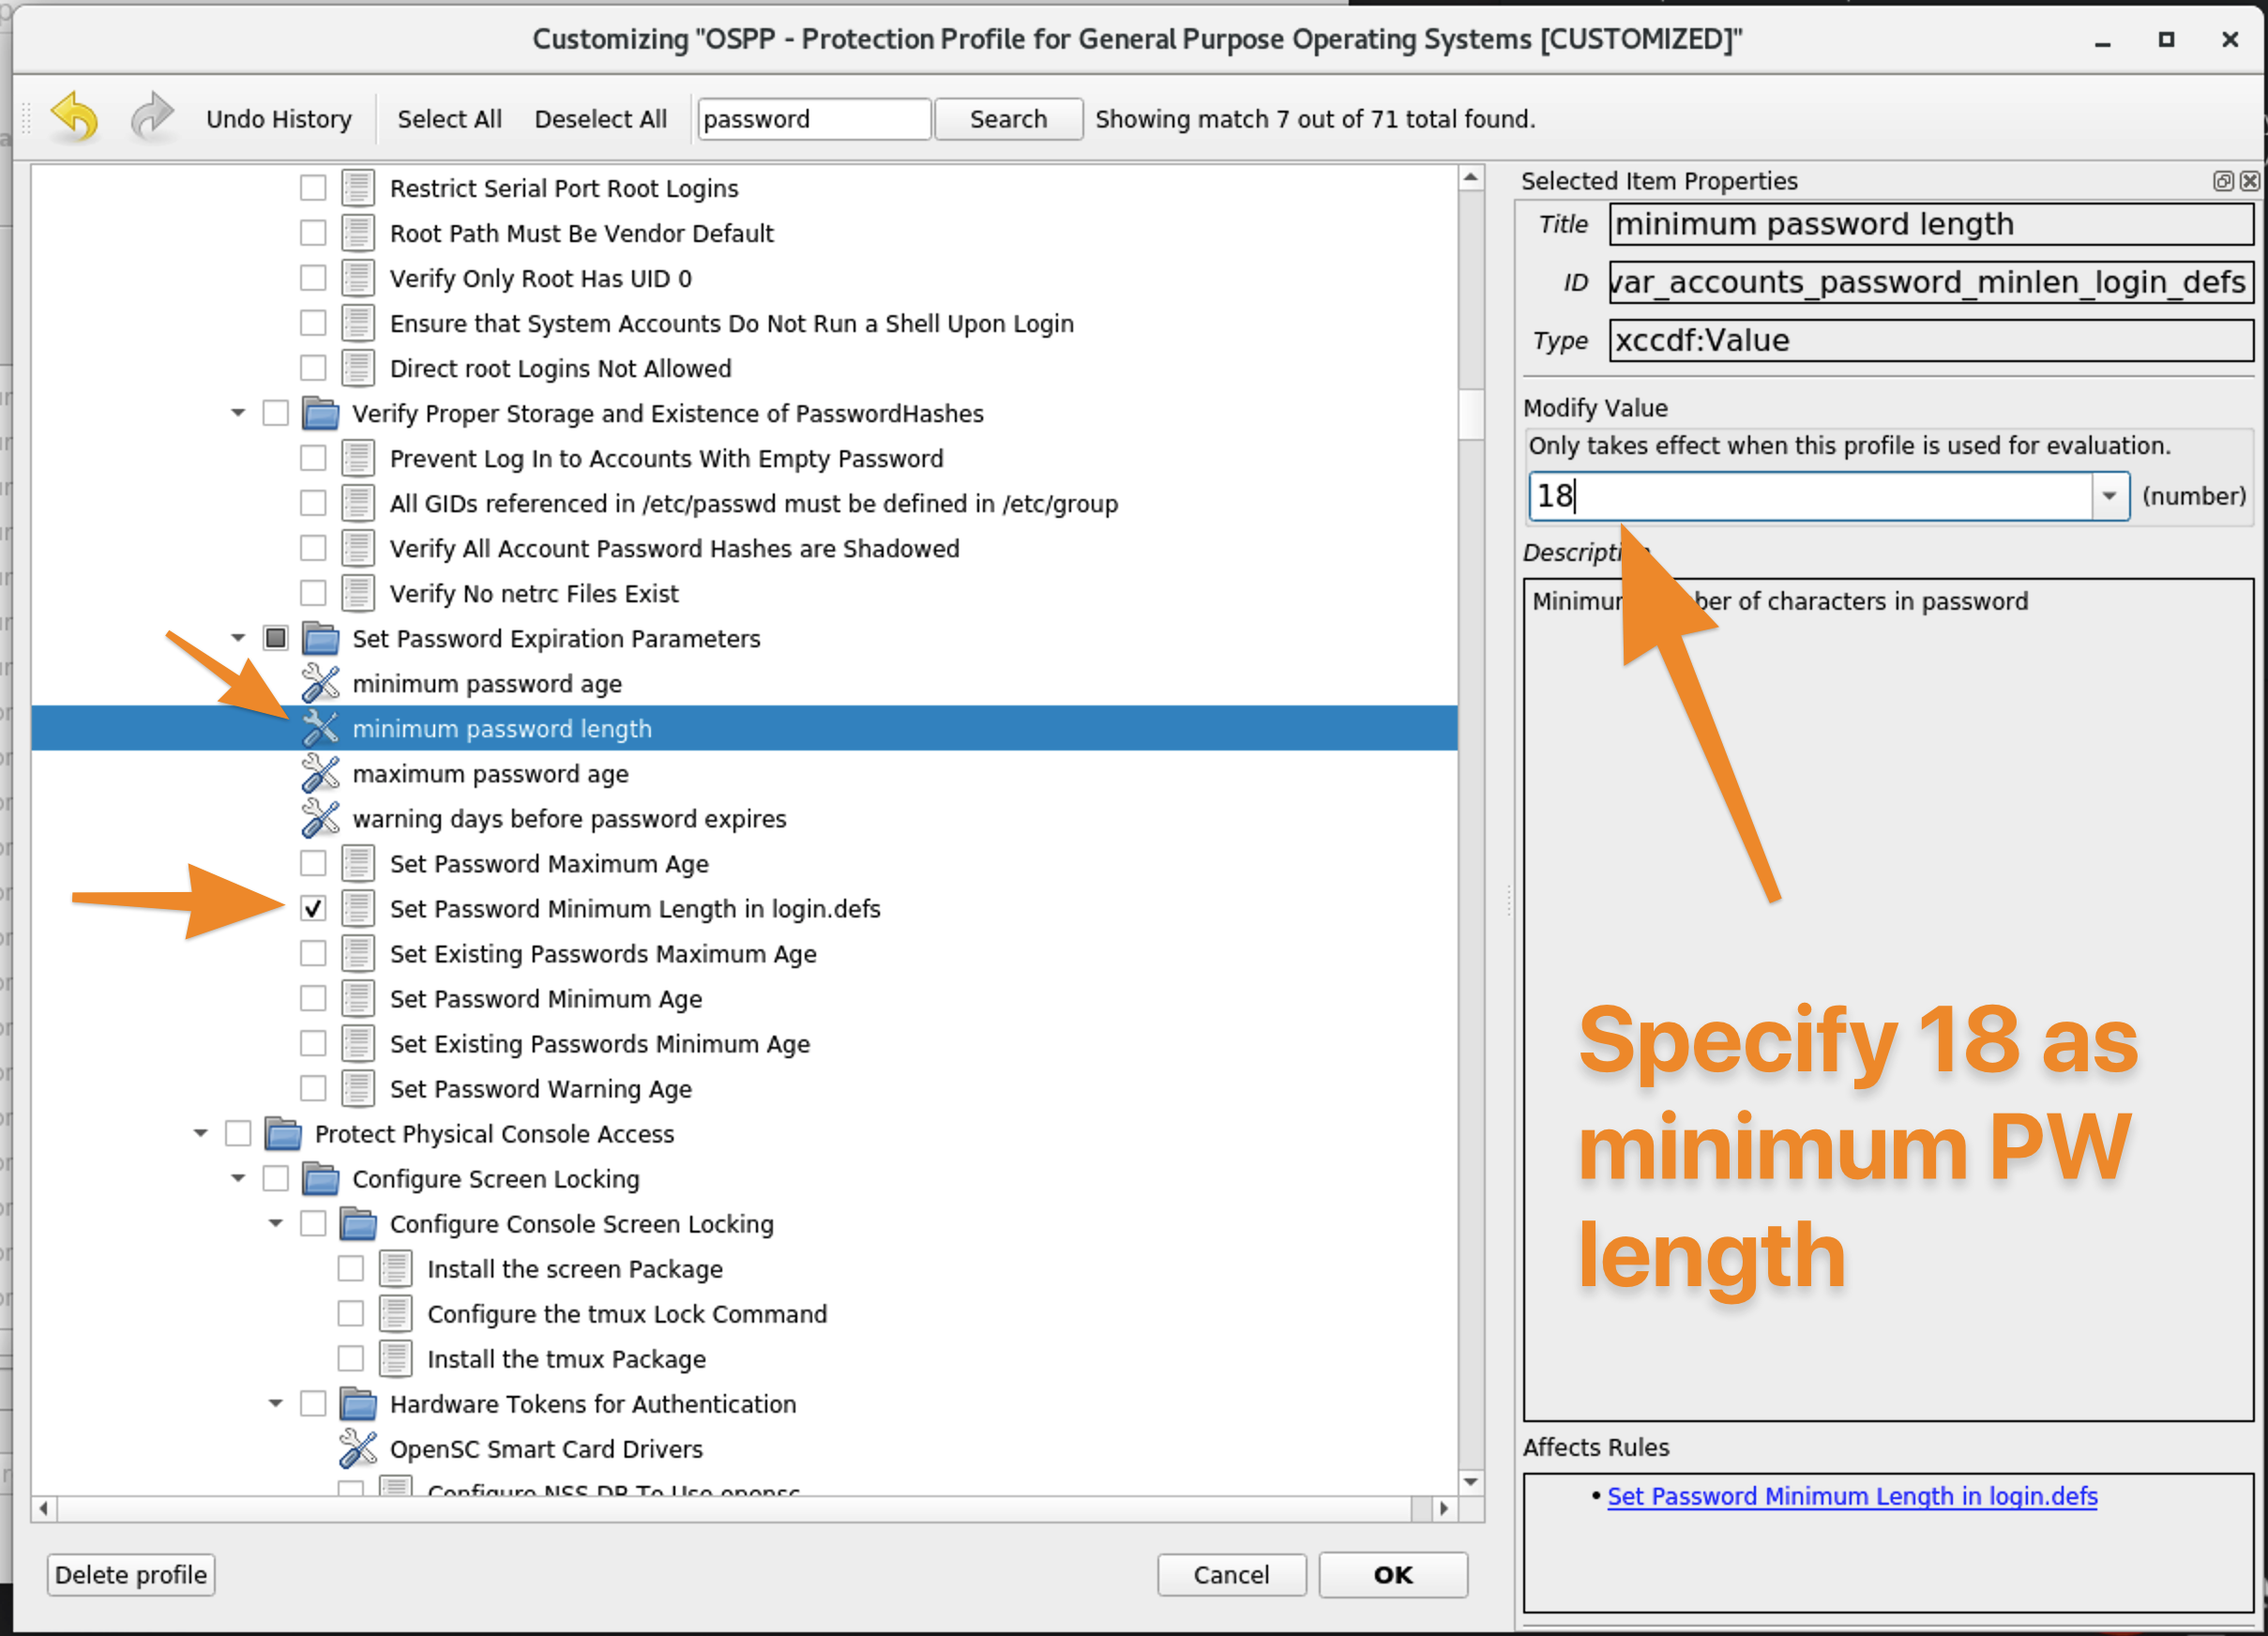 Customizing "OSPP - Protection Profile for General Purpose Operating Systems [CUSTOMIZED]"
Undo History
Select All
Deselect All
password
Search
Showing match 7 out of 71 total found.
Restrict Serial Port Root Logins
Root Path Must Be Vendor Default
Verify Only Root Has UID 0
Ensure that System Accounts Do Not Run a Shell Upon Login
Direct root Logins Not Allowed
Verify Proper Storage and Existence of PasswordHashes
Prevent Log In to Accounts With Empty Password
All GIDs referenced in /etc/passwd must be defined in /etc/group
Verify All Account Password Hashes are Shadowed
Verify No netrc Files Exist
Set Password Expiration Parameters
minimum password age
minimum password length
maximum password age
warning days before password expires
Set Password Maximum Age
Set Password Minimum Length in login.defs
Set Existing Passwords Maximum Age
Set Password Minimum Age
Set Existing Passwords Minimum Age
Set Password Warning Age
Protect Physical Console Access
Configure Screen Locking
Configure Console Screen Locking
Install the screen Package
Configure the tmux Lock Command
Install the tmux Package
Hardware Tokens for Authentication
OpenSC Smart Card Drivers
Configure NSS DB To Use opensc
Delete profile
Cancel
OK
Selected Item Properties
Title minimum password length
ID var_accounts_password_minlen_login_defs
Type xccdf:Value
Modify Value
Only takes effect when this profile is used for evaluation.
18 (number)
of characters in password
Specify 18 as
minimum PW
length
Affects Rules
• Set Password Minimum Length in login.defs